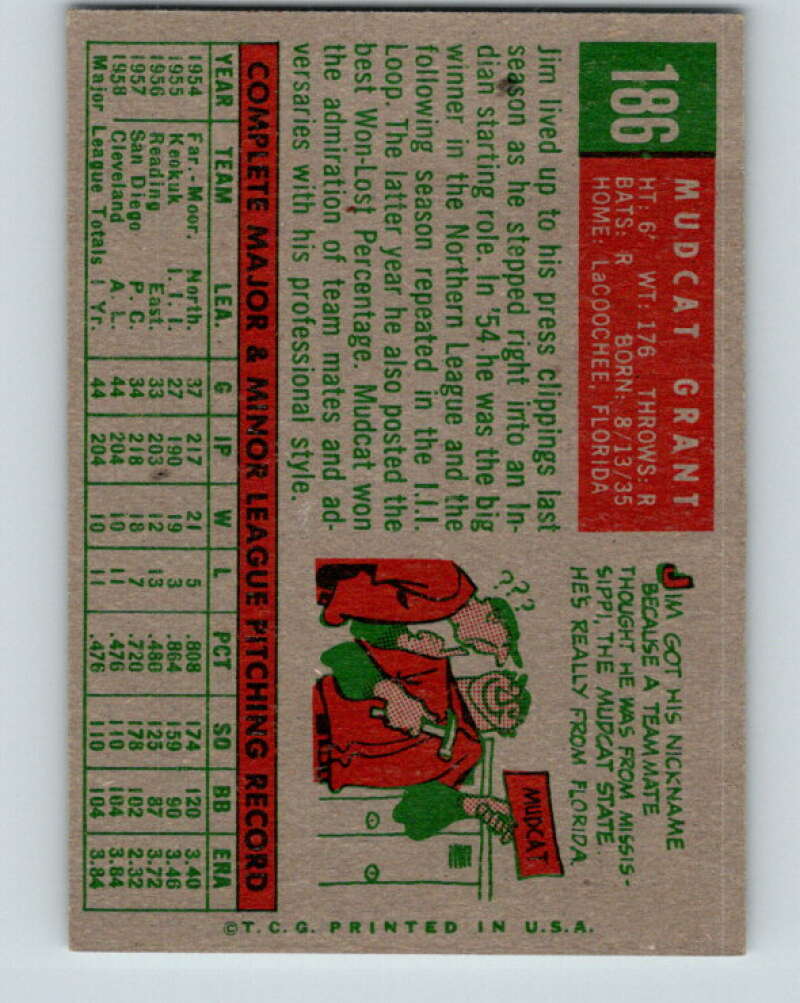 186
MUDCAT GRANT
HT: 6' WT: 176 THROWS: R
BATS: R BORN: 8/13/35
HOME: LaCOOCHEE, FLORIDA
Jim lived up to his press clippings last
season as he stepped right into an In-
dian starting role. In '54 he was the big
winner in the Northern League and the
following season repeated in the I.I.I.
Loop. The latter year he also posted the
best Won-Lost Percentage. Mudcat won
the admiration of team mates and ad-
versaries with his professional style.
JIM GOT HIS NICKNAME
BECAUSE A TEAM MATE
THOUGHT HE WAS FROM MISSIS-
SIPPI, THE MUDCAT STATE..
HE'S REALLY FROM FLORIDA
???
MUDCAT
COMPLETE MAJOR & MINOR LEAGUE PITCHING RECORD
YEAR TEAM LEA. G IP W L PCT SO BB ERA
1954 Far.-Moor. North. 37 217 21 5 .808 174 120 3.40
1955 Keokuk I.I.I. 27 190 19 3 .864 159 90 3.46
1956 Reading East. 33 203 12 13 .480 125 87 3.72
1957 San Diego P.C. 34 218 18 7 .720 178 102 2.32
1958 Cleveland A.L. 44 204 10 11 .476 110 104 3.84
Major League Totals 1 Yr. 44 204 10 11 .476 110 104 3.84
©T.C.G. PRINTED IN U.S.A.